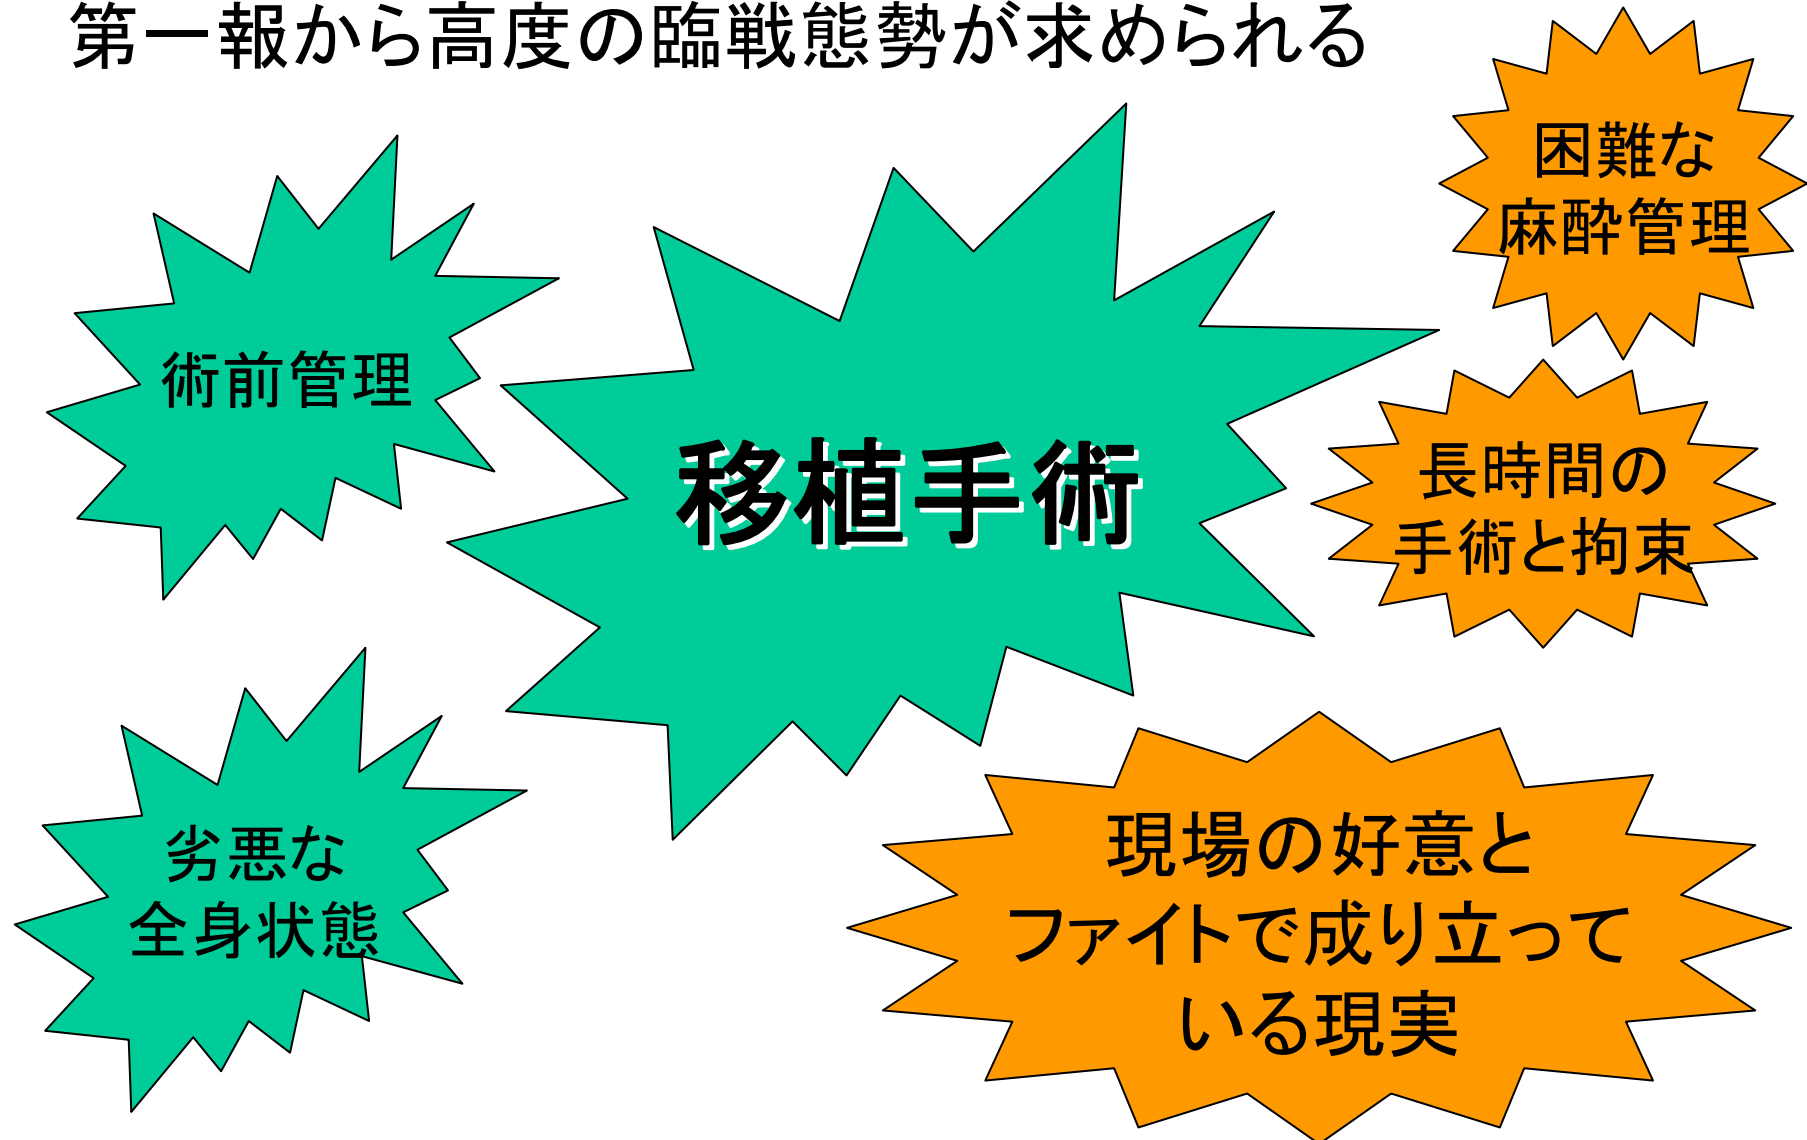 第一報から高度の臨戦態勢が求められる
困難な
麻酔管理
術前管理
移植手術
長時間の
手術と拘束
劣悪な
全身状態
現場の好意と
ファイトで成り立って
いる現実